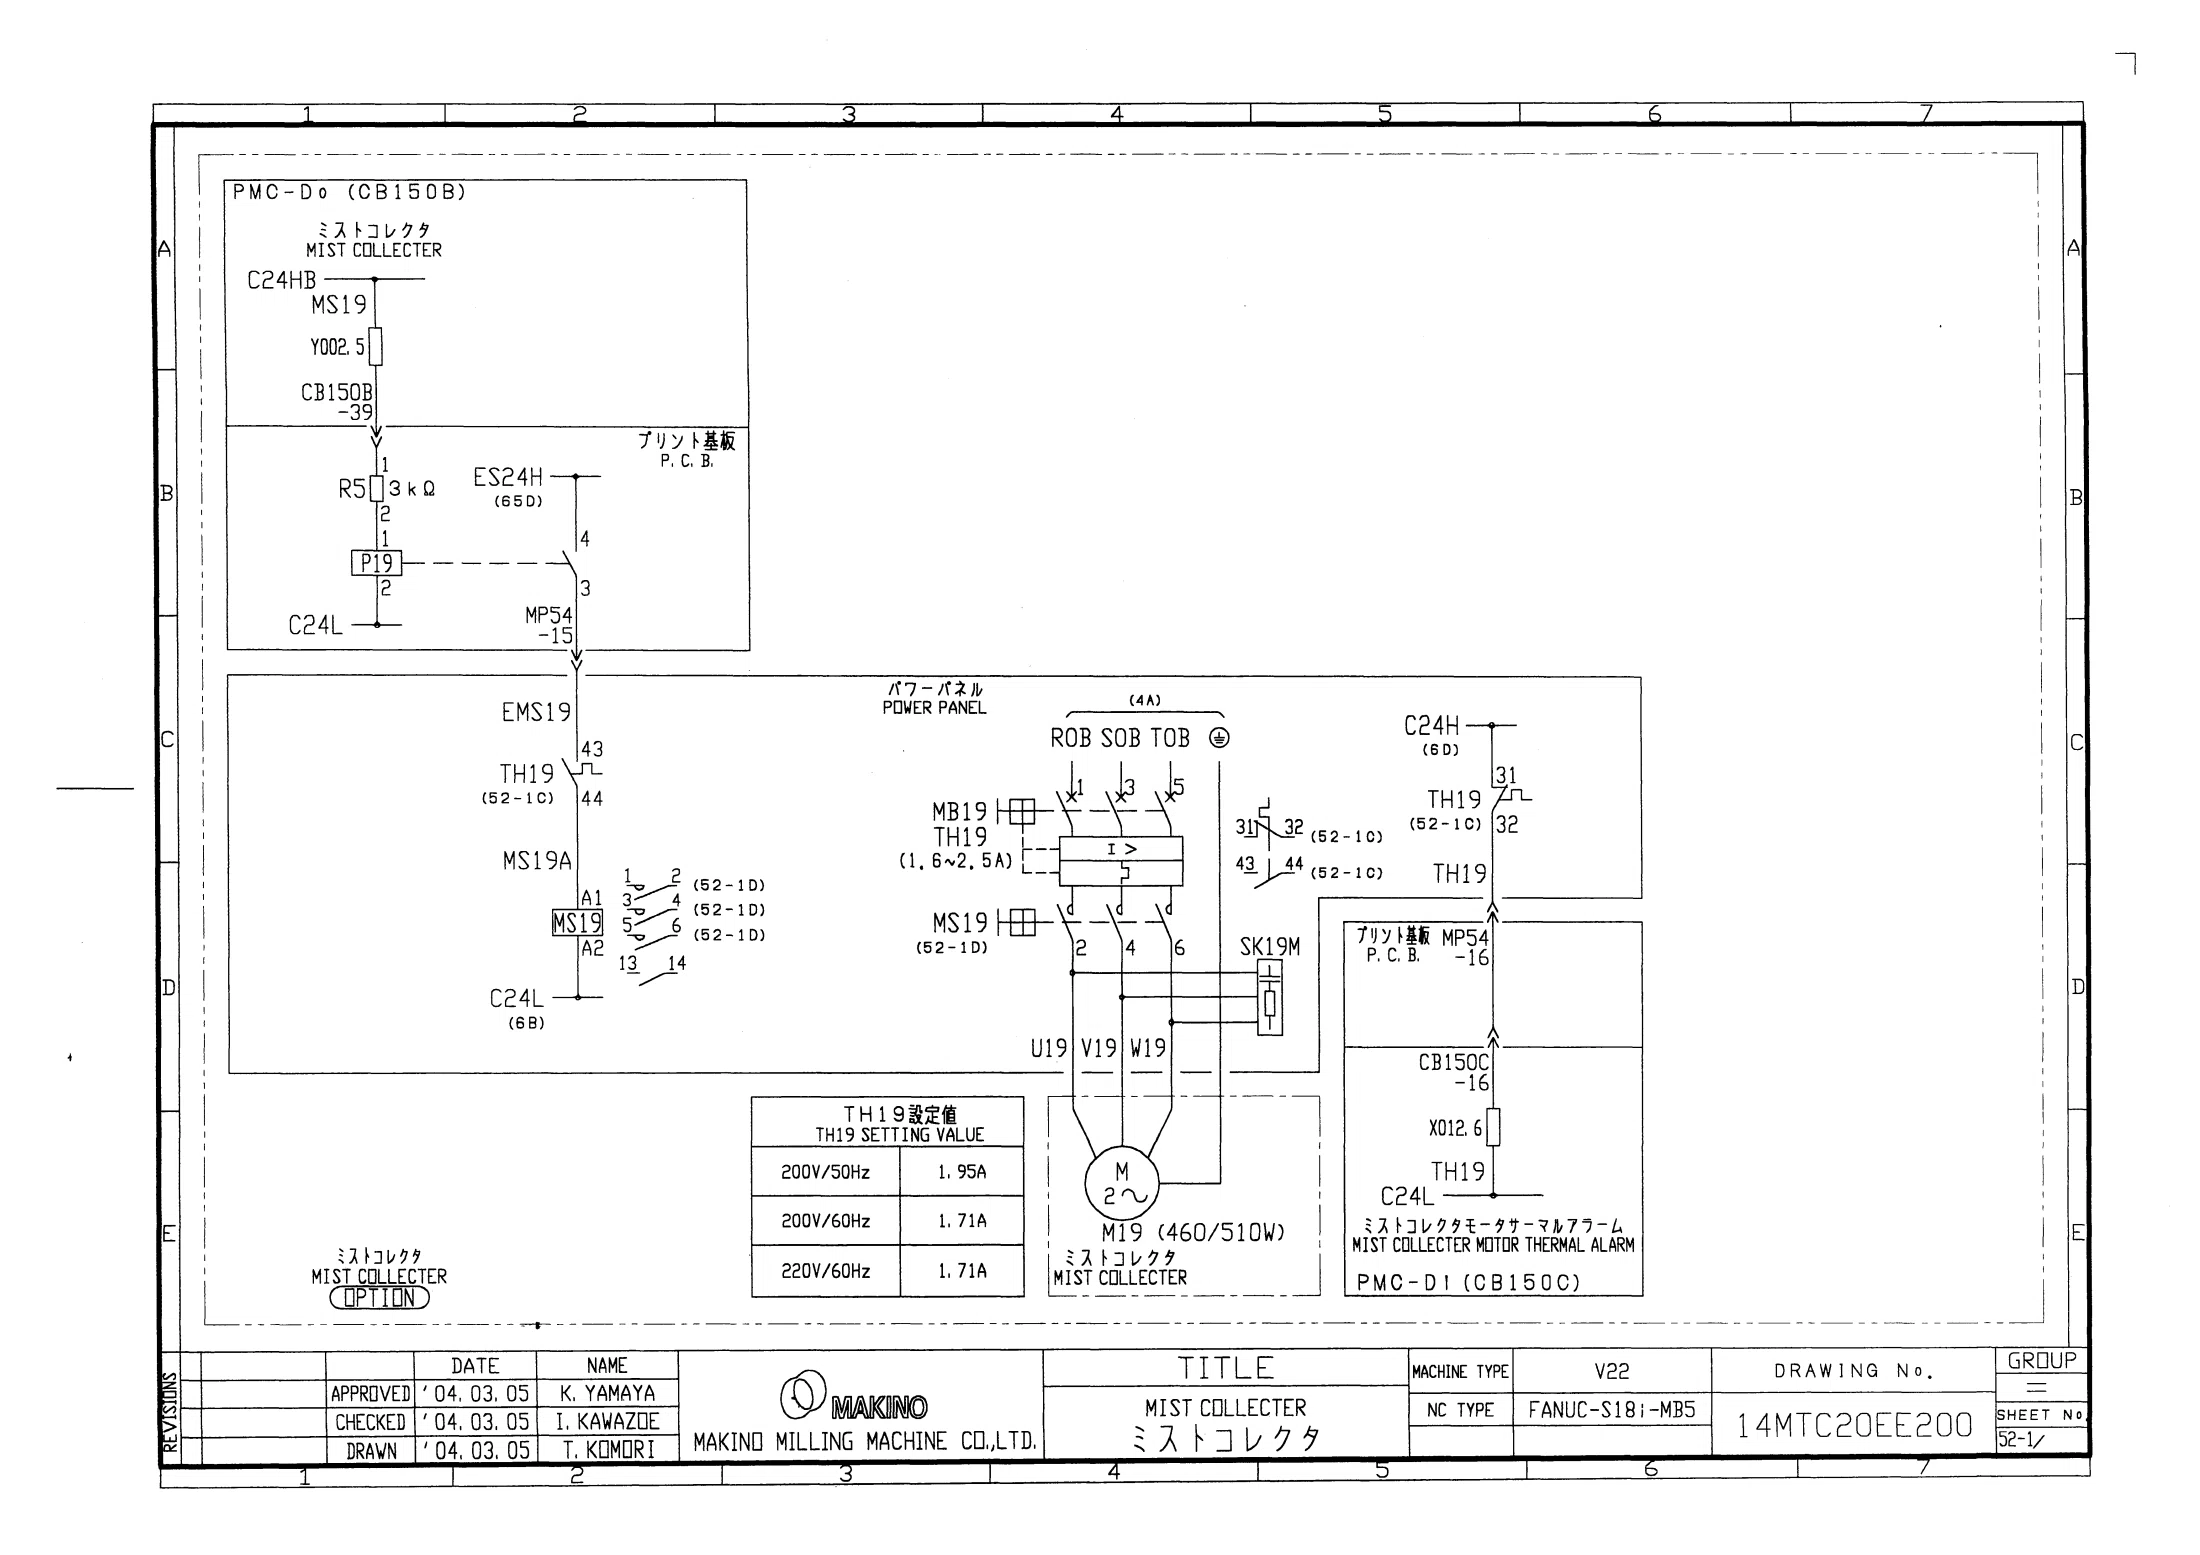 1 2 3 4 5 6 7
A
B
C
D
E
PMC-Do (CB150B)
ミストコレクタ
MIST COLLECTER
C24HB
MS19
Y002.5
CB150B
-39
プリント基板
P.C.B.
1
R5 3kΩ
2
1
P19
2
C24L
ES24H
(65D)
4
3
MP54
-15
パワーパネル
POWER PANEL
EMS19
43
TH19
(52-1C)
44
MS19A
A1
MS19
A2
1 2 (52-1D)
3 4 (52-1D)
5 6 (52-1D)
13 14
C24L
(6B)
(4A)
R0B S0B T0B
1 3 5
MB19
TH19
(1.6~2.5A)
I >
MS19
(52-1D)
2 4 6
31 32 (52-1C)
43 44 (52-1C)
SK19M
U19 V19 W19
M
2~
M19 (460/510W)
ミストコレクタ
MIST COLLECTER
C24H
(6D)
31
TH19
(52-1C)
32
TH19
プリント基板
P.C.B.
MP54
-16
CB150C
-16
X012.6
TH19
C24L
ミストコレクタモータサーマルアラーム
MIST COLLECTER MOTOR THERMAL ALARM
PMC-DI(CB150C)
TH19設定値
TH19 SETTING VALUE
200V/50Hz 1.95A
200V/60Hz 1.71A
220V/60Hz 1.71A
ミストコレクタ
MIST COLLECTER
OPTION
A
B
C
D
E
REVISIONS
DATE NAME
APPROVED '04.03.05 K. YAMAYA
CHECKED '04.03.05 I. KAWAZOE
DRAWN '04.03.05 T. KOMORI
MAKINO
MAKINO MILLING MACHINE CO.,LTD.
TITLE
MIST COLLECTER
ミストコレクタ
MACHINE TYPE V22
NC TYPE FANUC-S18i-MB5
DRAWING No.
14MTC20EE200
GROUP
=
SHEET No.
52-1/
1 2 3 4 5 6 7